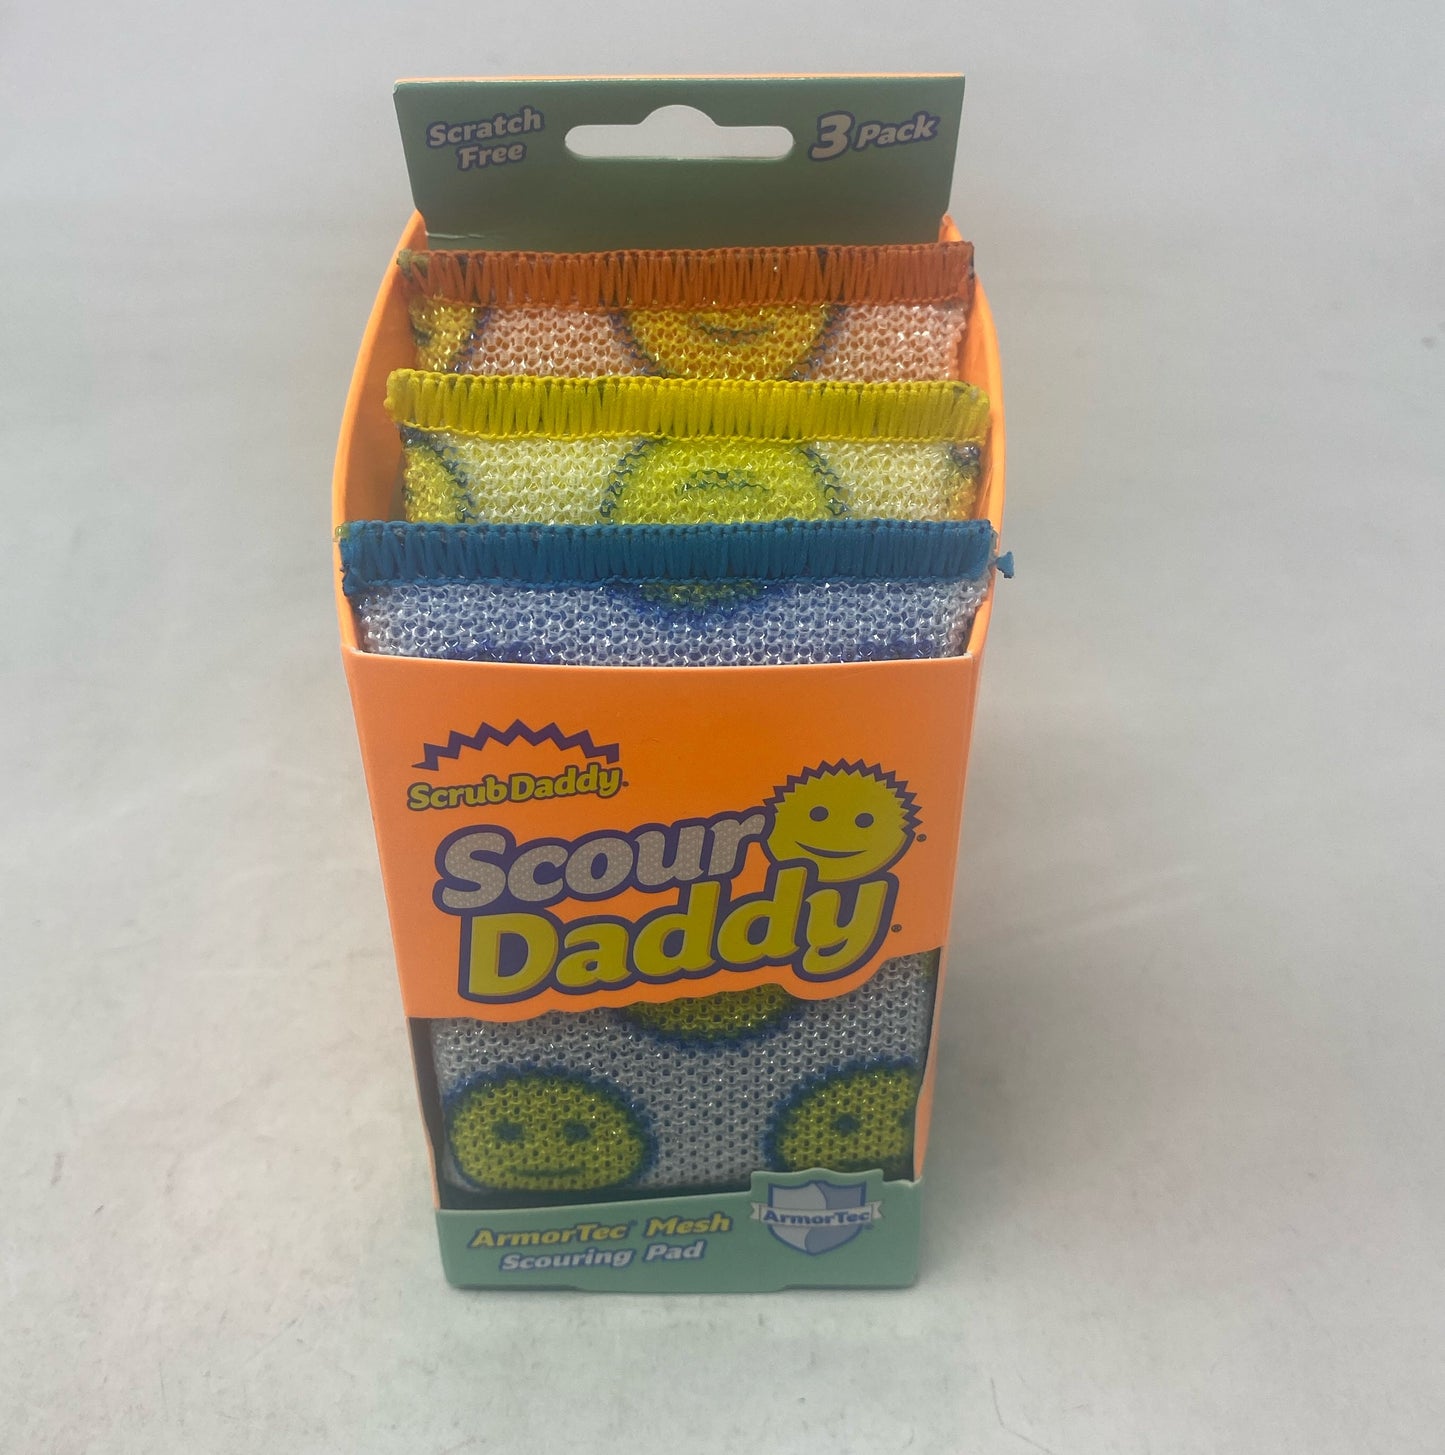 Scratch
Free
3 Pack
ScrubDaddy
Scour
Daddy
ArmorTec
ArmorTec® Mesh
Scouring Pad